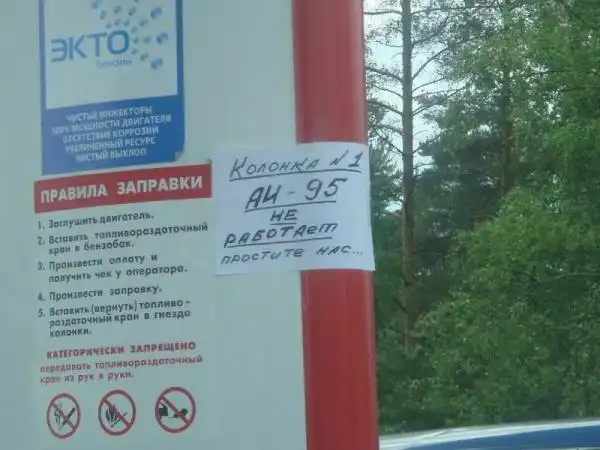 ЭКТО
БЕНЗИН
ЧИСТЫЕ ИНЖЕКТОРЫ
100% МОЩНОСТИ ДВИГАТЕЛЯ
ОТСУТСТВИЕ КОРРОЗИИ
УВЕЛИЧЕННЫЙ РЕСУРС
ЧИСТЫЙ ВЫХЛОП
ПРАВИЛА ЗАПРАВКИ
1. Заглушить двигатель.
2. Вставить топливораздаточный
кран в бензобак.
3. Произвести оплату и
получить чек у оператора.
4. Произвести заправку.
5. Вставить (вернуть) топливо-
раздаточный кран в гнездо
колонки.
КАТЕГОРИЧЕСКИ ЗАПРЕЩЕНО
передавать топливораздаточный
кран из рук в руки.
КОЛОНКА N1
АИ-95
НЕ
РАБОТАЕТ
ПРОСТИТЕ НАС...